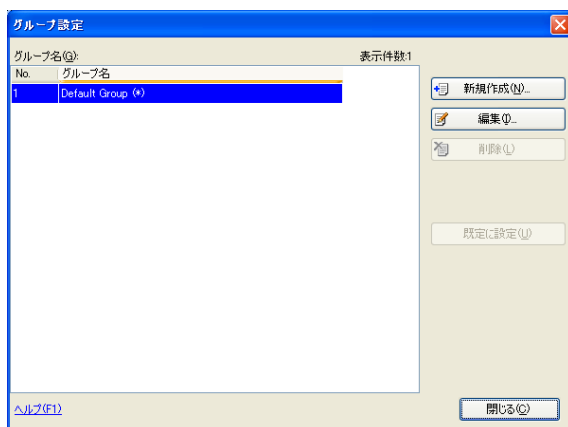 グループ設定
グループ名(G):
表示件数:1
No. グループ名
1 Default Group (*)
新規作成(N)...
編集(I)...
削除(L)
既定に設定(U)
ヘルプ(F1)
閉じる(C)